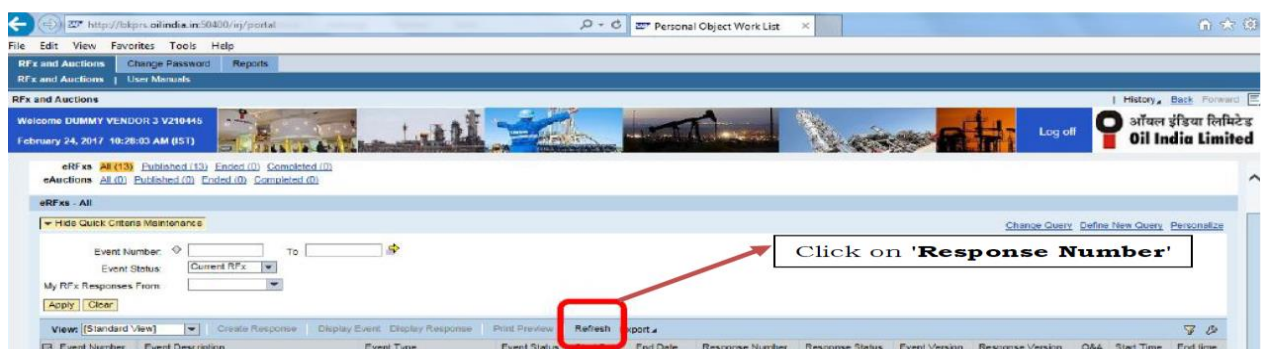 http://bkprs.oilindia.in:50400/irj/portal
Personal Object Work List
File Edit View Favorites Tools Help
RFx and Auctions Change Password Reports
RFx and Auctions | User Manuals
RFx and Auctions
| History, Back Forward
Welcome DUMMY VENDOR 3 V210445
February 24, 2017 10:28:03 AM (IST)
Log off
ऑयल इंडिया लिमिटेड
Oil India Limited
eRFxs All (13) Published (13) Ended (0) Completed (0)
eAuctions All (0) Published (0) Ended (0) Completed (0)
eRFxs - All
Hide Quick Criteria Maintenance
Change Query Define New Query Personalize
Event Number: To
Click on 'Response Number'
Event Status: Current RFx
My RFx Responses From:
Apply Clear
View: [Standard View] Create Response Display Event Display Response Print Preview Refresh Export
Event Number Event Description Event Type Event Status End Date Response Number Response Status Event Version Response Version Q&A Start Time End time